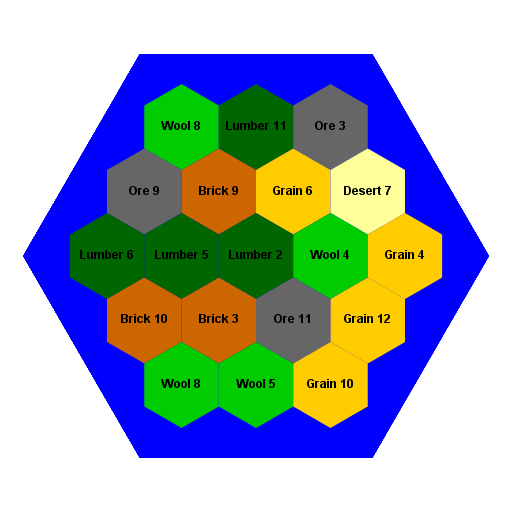 Wool 8 Lumber 11 Ore 3
Ore 9 Brick 9 Grain 6 Desert 7
Lumber 6 Lumber 5 Lumber 2 Wool 4 Grain 4
Brick 10 Brick 3 Ore 11 Grain 12
Wool 8 Wool 5 Grain 10